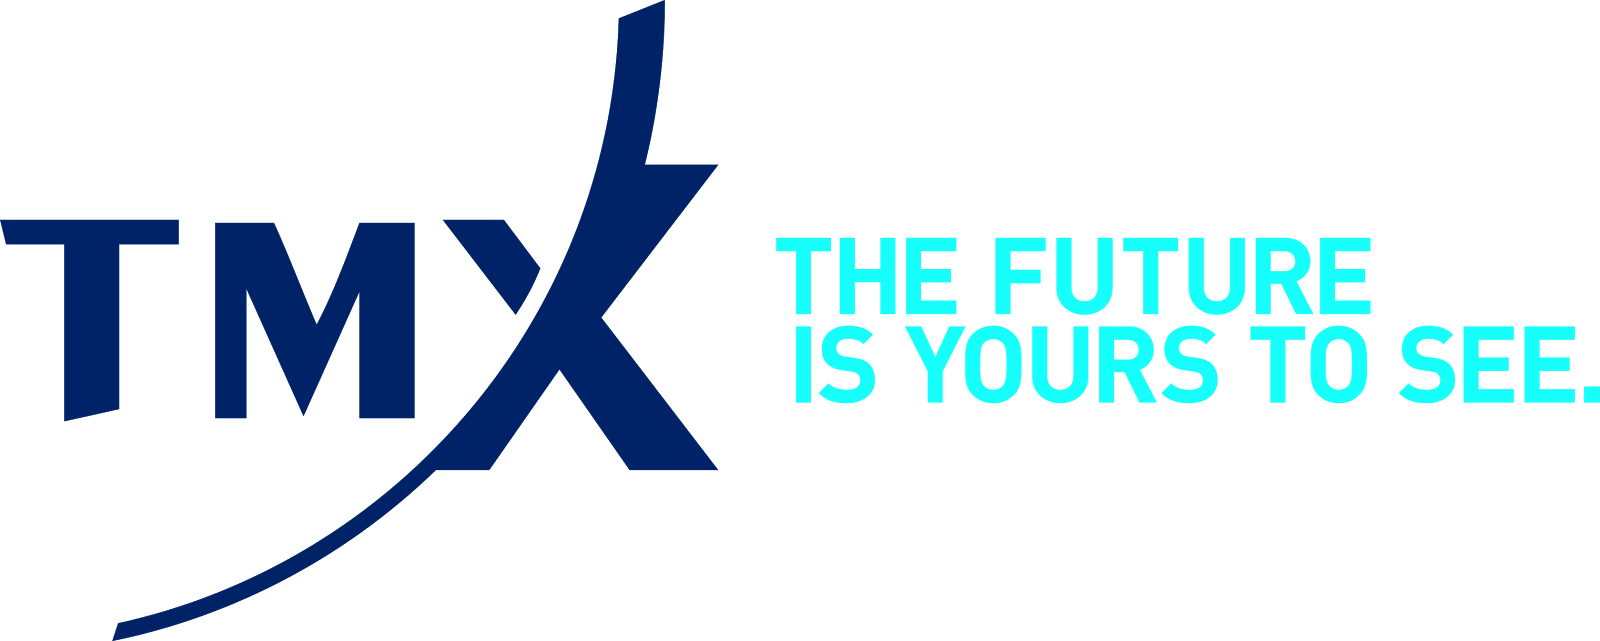 TMX
THE FUTURE
IS YOURS TO SEE.